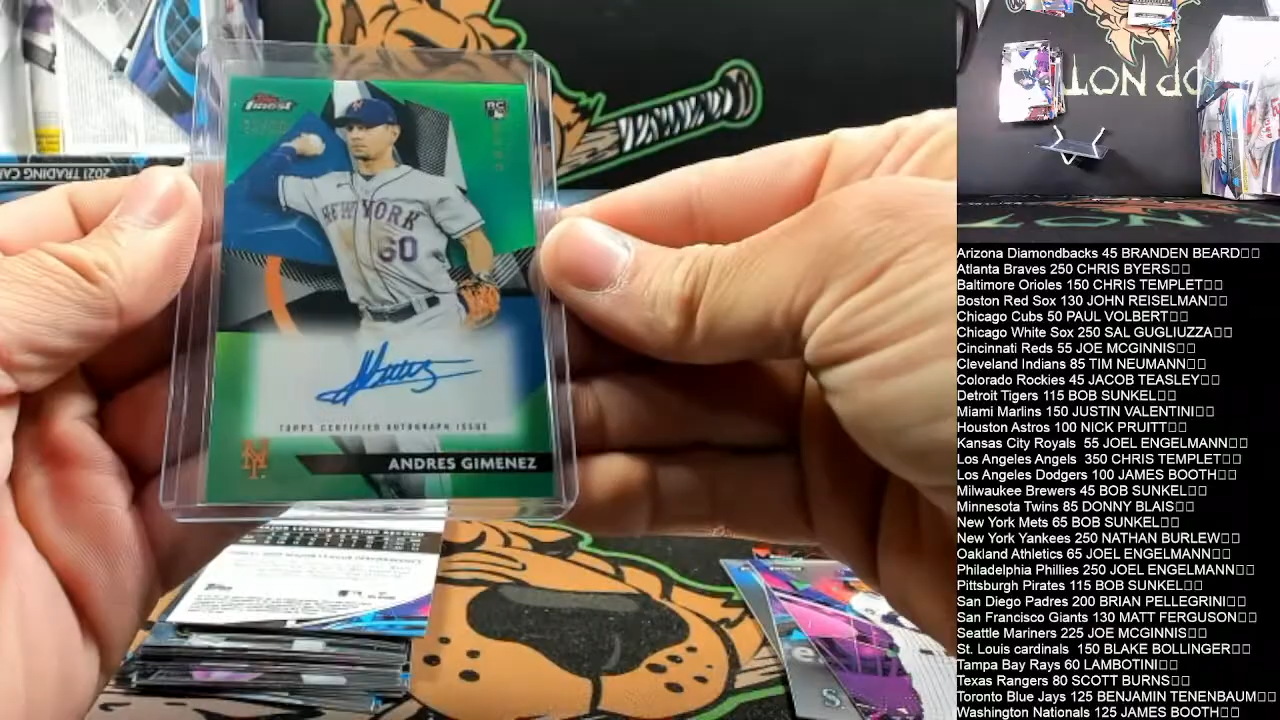 finest
RC
NEW YORK
60
TOPPS CERTIFIED AUTOGRAPH ISSUE
NY
ANDRES GIMENEZ
2021 TRADING CA
MAJOR LEAGUE BATTING RECORD
OP NOT
NOT
Arizona Diamondbacks 45 BRANDEN BEARD□□
Atlanta Braves 250 CHRIS BYERS□□
Baltimore Orioles 150 CHRIS TEMPLET□□
Boston Red Sox 130 JOHN REISELMAN□□
Chicago Cubs 50 PAUL VOLBERT□□
Chicago White Sox 250 SAL GUGLIUZZA□□
Cincinnati Reds 55 JOE MCGINNIS□□
Cleveland Indians 85 TIM NEUMANN□□
Colorado Rockies 45 JACOB TEASLEY□□
Detroit Tigers 115 BOB SUNKEL□□
Miami Marlins 150 JUSTIN VALENTINI□□
Houston Astros 100 NICK PRUITT□□
Kansas City Royals 55 JOEL ENGELMANN□□
Los Angeles Angels 350 CHRIS TEMPLET□□
Los Angeles Dodgers 100 JAMES BOOTH□□
Milwaukee Brewers 45 BOB SUNKEL□□
Minnesota Twins 85 DONNY BLAIS□□
New York Mets 80 BOB SUNKEL□□
New York Yankees 250 NATHAN BURLEW□□
Oakland Athletics 65 JOEL ENGELMANN□□
Philadelphia Phillies 250 JOEL ENGELMANN□□
Pittsburgh Pirates 115 BOB SUNKEL□□
San Diego Padres 200 BRIAN PELLEGRINI□□
San Francisco Giants 130 MATT FERGUSON□□
Seattle Mariners 225 JOE MCGINNIS□□
St. Louis cardinals 150 BLAKE BOLLINGER□□
Tampa Bay Rays 60 LAMBOTINI□□
Texas Rangers 80 SCOTT BURNS□□
Toronto Blue Jays 125 BENJAMIN TENENBAUM□□
Washington Nationals 125 JAMES BOOTH□□